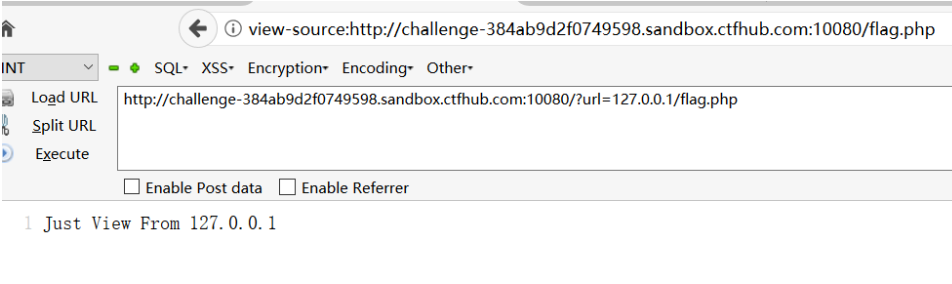 view-source:http://challenge-384ab9d2f0749598.sandbox.ctfhub.com:10080/flag.php
INT SQL XSS Encryption Encoding Other
Load URL http://challenge-384ab9d2f0749598.sandbox.ctfhub.com:10080/?url=127.0.0.1/flag.php
Split URL
Execute
Enable Post data Enable Referrer
1 Just View From 127.0.0.1